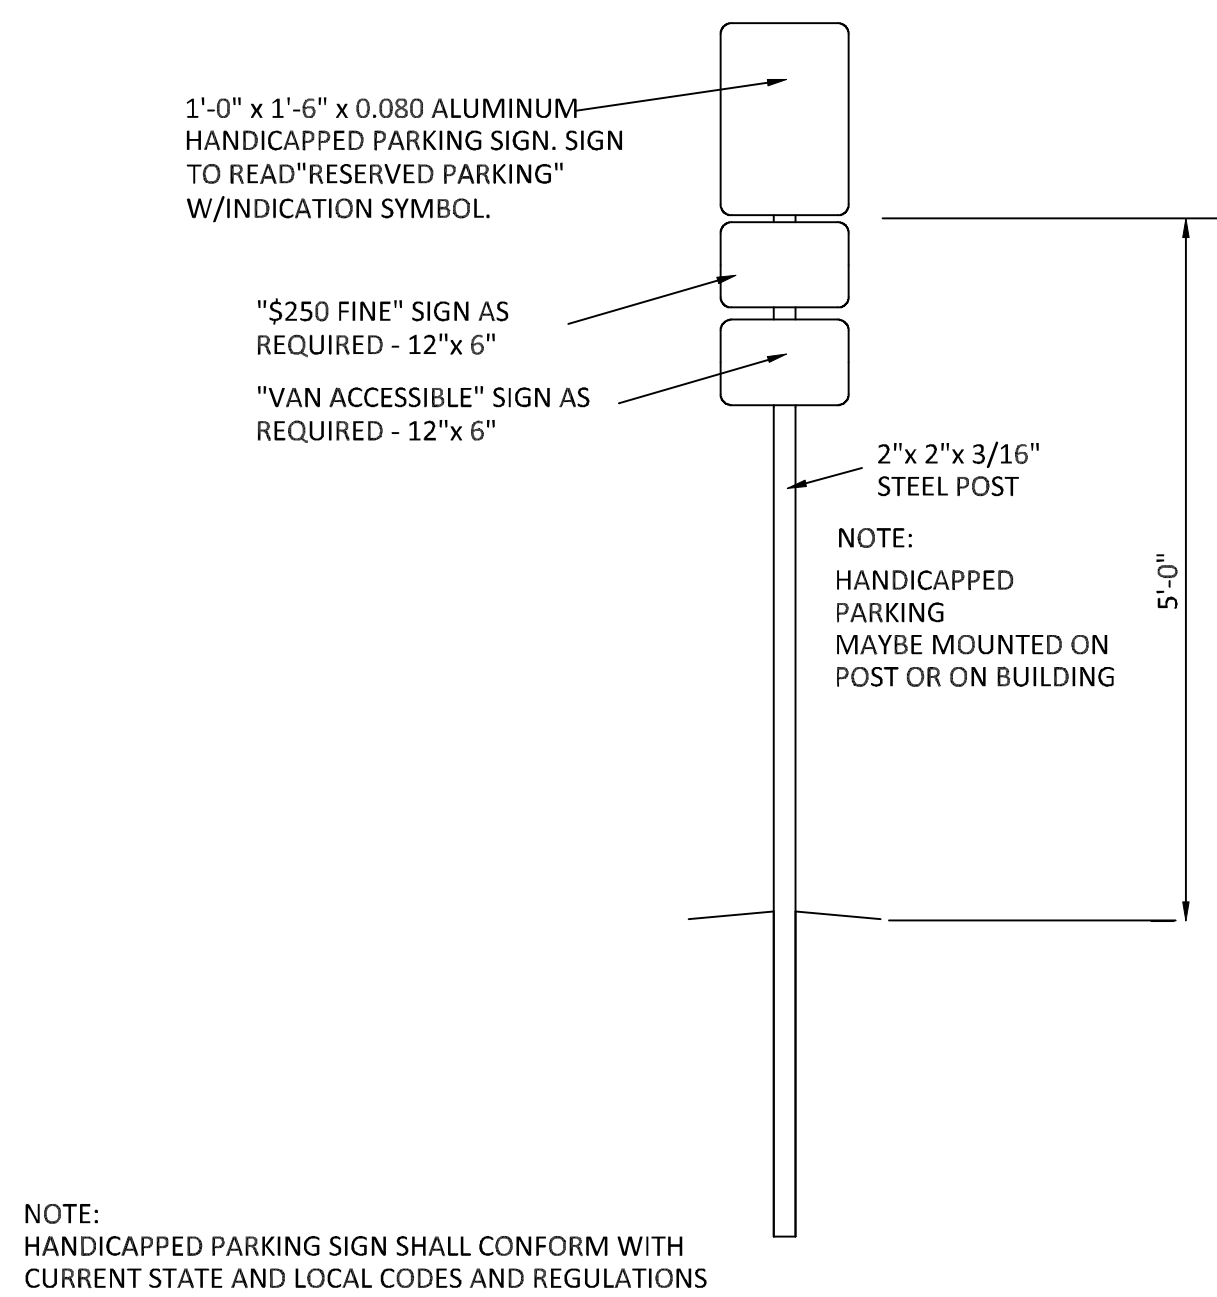 1'-0" x 1'-6" x 0.080 ALUMINUM
HANDICAPPED PARKING SIGN. SIGN
TO READ"RESERVED PARKING"
W/INDICATION SYMBOL.
"$250 FINE" SIGN AS
REQUIRED - 12"x 6"
"VAN ACCESSIBLE" SIGN AS
REQUIRED - 12"x 6"
2"x 2"x 3/16"
STEEL POST
NOTE:
HANDICAPPED
PARKING
MAYBE MOUNTED ON
POST OR ON BUILDING
5'-0"
NOTE:
HANDICAPPED PARKING SIGN SHALL CONFORM WITH
CURRENT STATE AND LOCAL CODES AND REGULATIONS